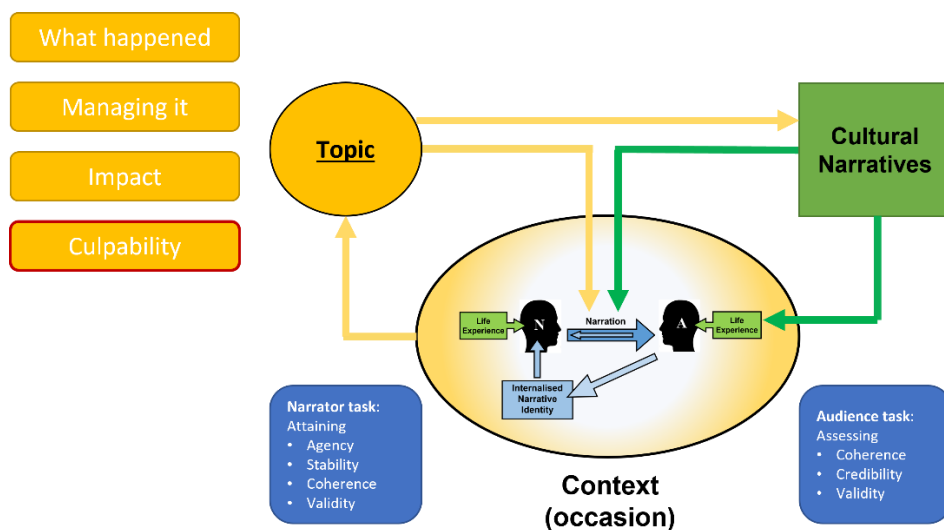 What happened
Managing it
Impact
Culpability
Topic
Cultural
Narratives
Life
Experience
N
Narration
A
Life
Experience
Internalised
Narrative
Identity
Narrator task:
Attaining
• Agency
• Stability
• Coherence
• Validity
Context
(occasion)
Audience task:
Assessing
• Coherence
• Credibility
• Validity